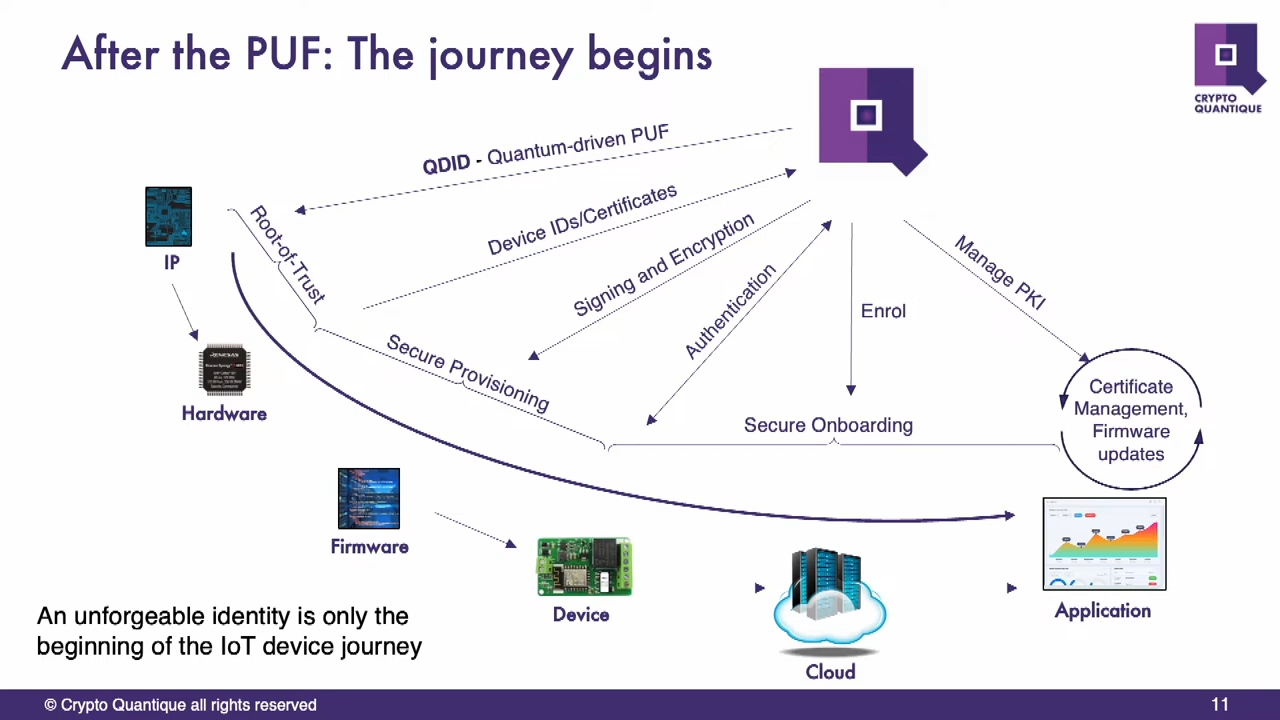 After the PUF: The journey begins
CRYPTO
QUANTIQUE
QDID - Quantum-driven PUF
Device IDs/Certificates
Signing and Encryption
Authentication
Enrol
Manage PKI
Root-of-Trust
Secure Provisioning
Secure Onboarding
Certificate
Management,
Firmware
updates
IP
RENESAS
Hardware
Firmware
Device
Cloud
Application
An unforgeable identity is only the
beginning of the IoT device journey
© Crypto Quantique all rights reserved
11